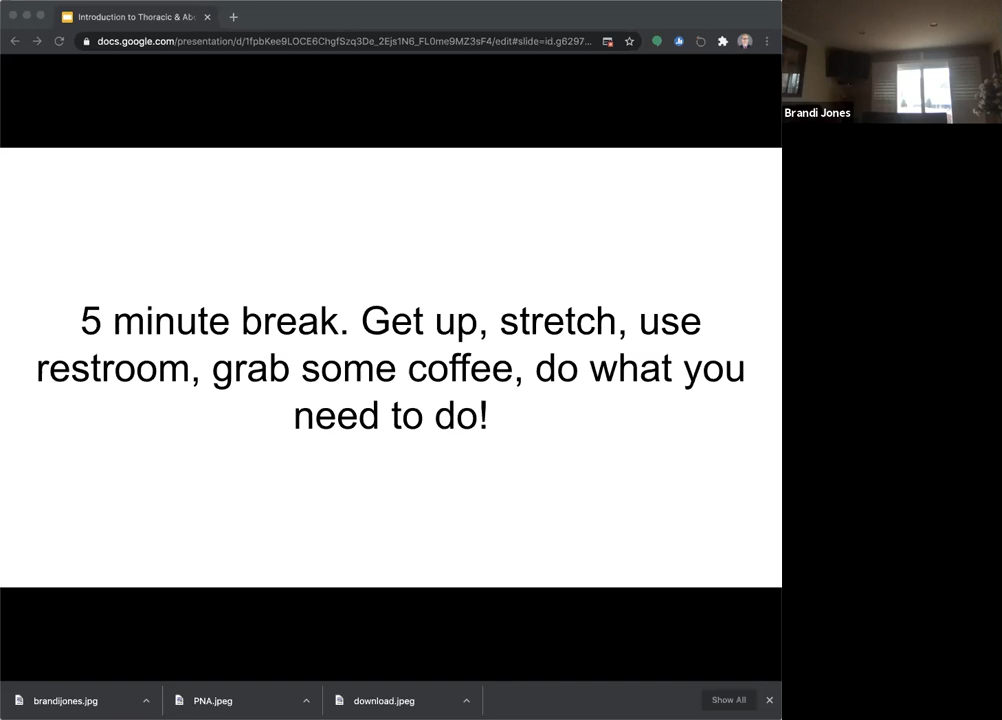 Introduction to Thoracic & Ab
docs.google.com/presentation/d/1fpbKee9LOCE6ChgfSzq3De_2Ejs1N6_FL0me9MZ3sF4/edit#slide=id.g6297...
Brandi Jones
5 minute break. Get up, stretch, use
restroom, grab some coffee, do what you
need to do!
brandijones.jpg
PNA.jpeg
download.jpeg
Show All